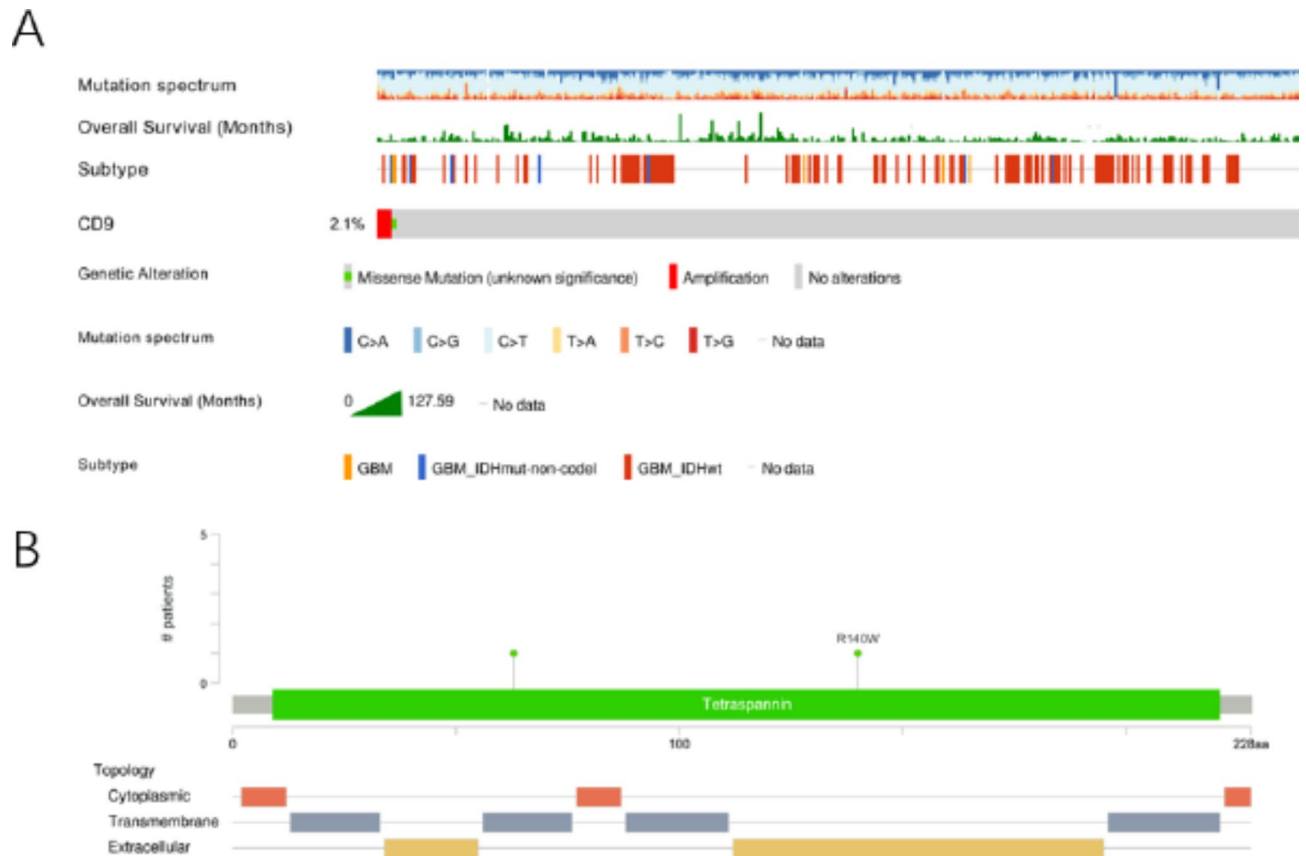 A
Mutation spectrum
Overall Survival (Months)
Subtype
CD9 2.1%
Genetic Alteration Missense Mutation (unknown significance) Amplification No alterations
Mutation spectrum C>A C>G C>T T>A T>C T>G No data
Overall Survival (Months) 0 127.59 No data
Subtype GBM GBM_IDHmut-non-codel GBM_IDHwt No data
B
5
# patients
R140W
0
Tetraspannin
0 100 228aa
Topology
Cytoplasmic
Transmembrane
Extracellular